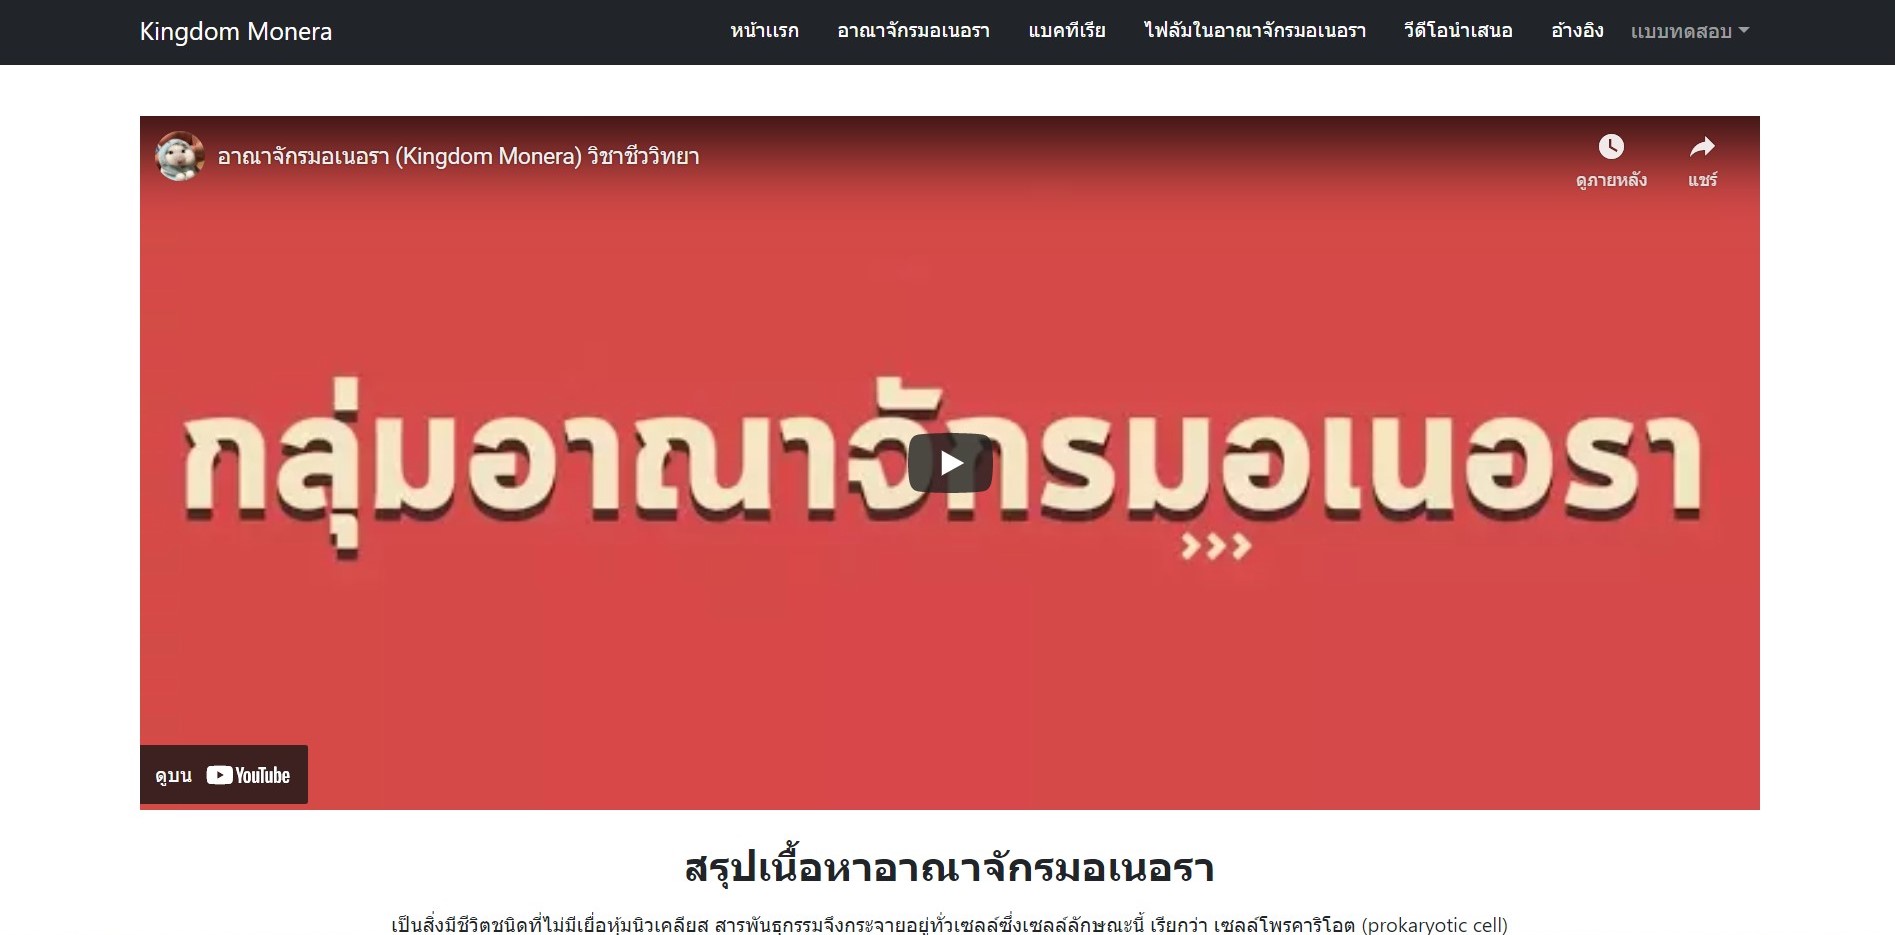 Kingdom Monera หน้าแรก อาณาจักรมอเนอรา แบคทีเรีย ไฟลัมในอาณาจักรมอเนอรา วีดีโอนำเสนอ อ้างอิง แบบทดสอบ
อาณาจักรมอเนอรา (Kingdom Monera) วิชาชีววิทยา
ดูภายหลัง แชร์
กลุ่มอาณาจักรมอเนอรา
ดูบน YouTube
สรุปเนื้อหาอาณาจักรมอเนอรา
เป็นสิ่งมีชีวิตชนิดที่ไม่มีเยื่อหุ้มนิวเคลียส สารพันธุกรรมจึงกระจายอยู่ทั่วเซลล์ซึ่งเซลล์ลักษณะนี้ เรียกว่า เซลล์โพรคาริโอต (prokaryotic cell)